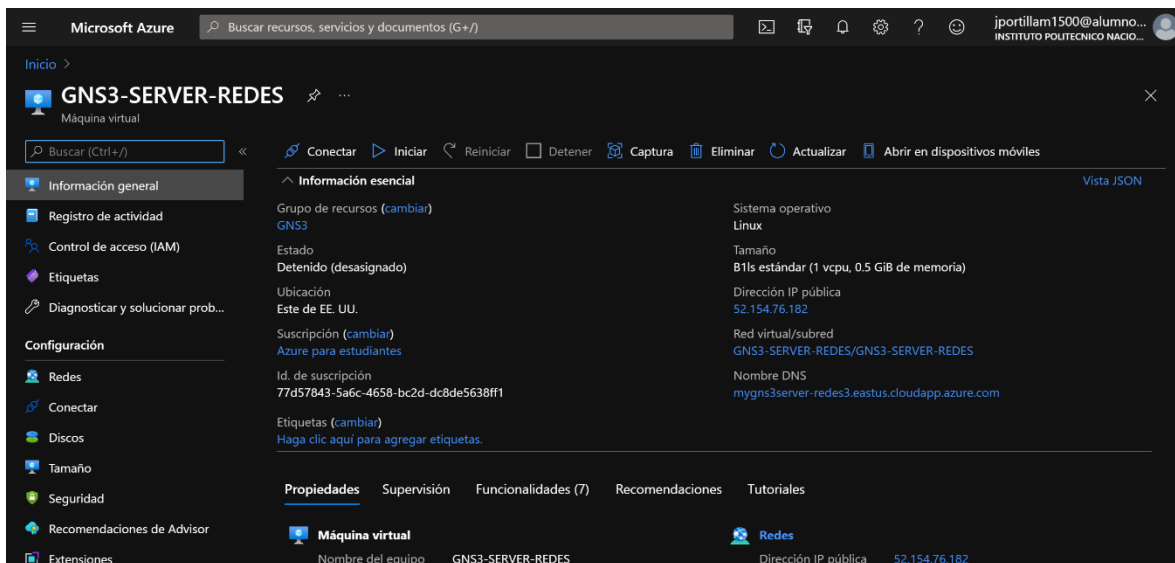 Microsoft Azure
Buscar recursos, servicios y documentos (G+/)
jportillam1500@alumno...
INSTITUTO POLITECNICO NACIO...
Inicio >
GNS3-SERVER-REDES
...
Máquina virtual
Buscar (Ctrl+/)
«
Conectar
Iniciar
Reiniciar
Detener
Captura
Eliminar
Actualizar
Abrir en dispositivos móviles
Información general
Registro de actividad
Control de acceso (IAM)
Etiquetas
Diagnosticar y solucionar prob...
Configuración
Redes
Conectar
Discos
Tamaño
Seguridad
Recomendaciones de Advisor
Extensiones
Información esencial
Vista JSON
Grupo de recursos (cambiar)
GNS3
Estado
Detenido (desasignado)
Ubicación
Este de EE. UU.
Suscripción (cambiar)
Azure para estudiantes
Id. de suscripción
77d57843-5a6c-4658-bc2d-dc8de5638ff1
Etiquetas (cambiar)
Haga clic aquí para agregar etiquetas.
Sistema operativo
Linux
Tamaño
B1ls estándar (1 vcpu, 0.5 GiB de memoria)
Dirección IP pública
52.154.76.182
Red virtual/subred
GNS3-SERVER-REDES/GNS3-SERVER-REDES
Nombre DNS
mygns3server-redes3.eastus.cloudapp.azure.com
Propiedades
Supervisión
Funcionalidades (7)
Recomendaciones
Tutoriales
Máquina virtual
Nombre del equipo GNS3-SERVER-REDES
Redes
Dirección IP pública 52.154.76.182